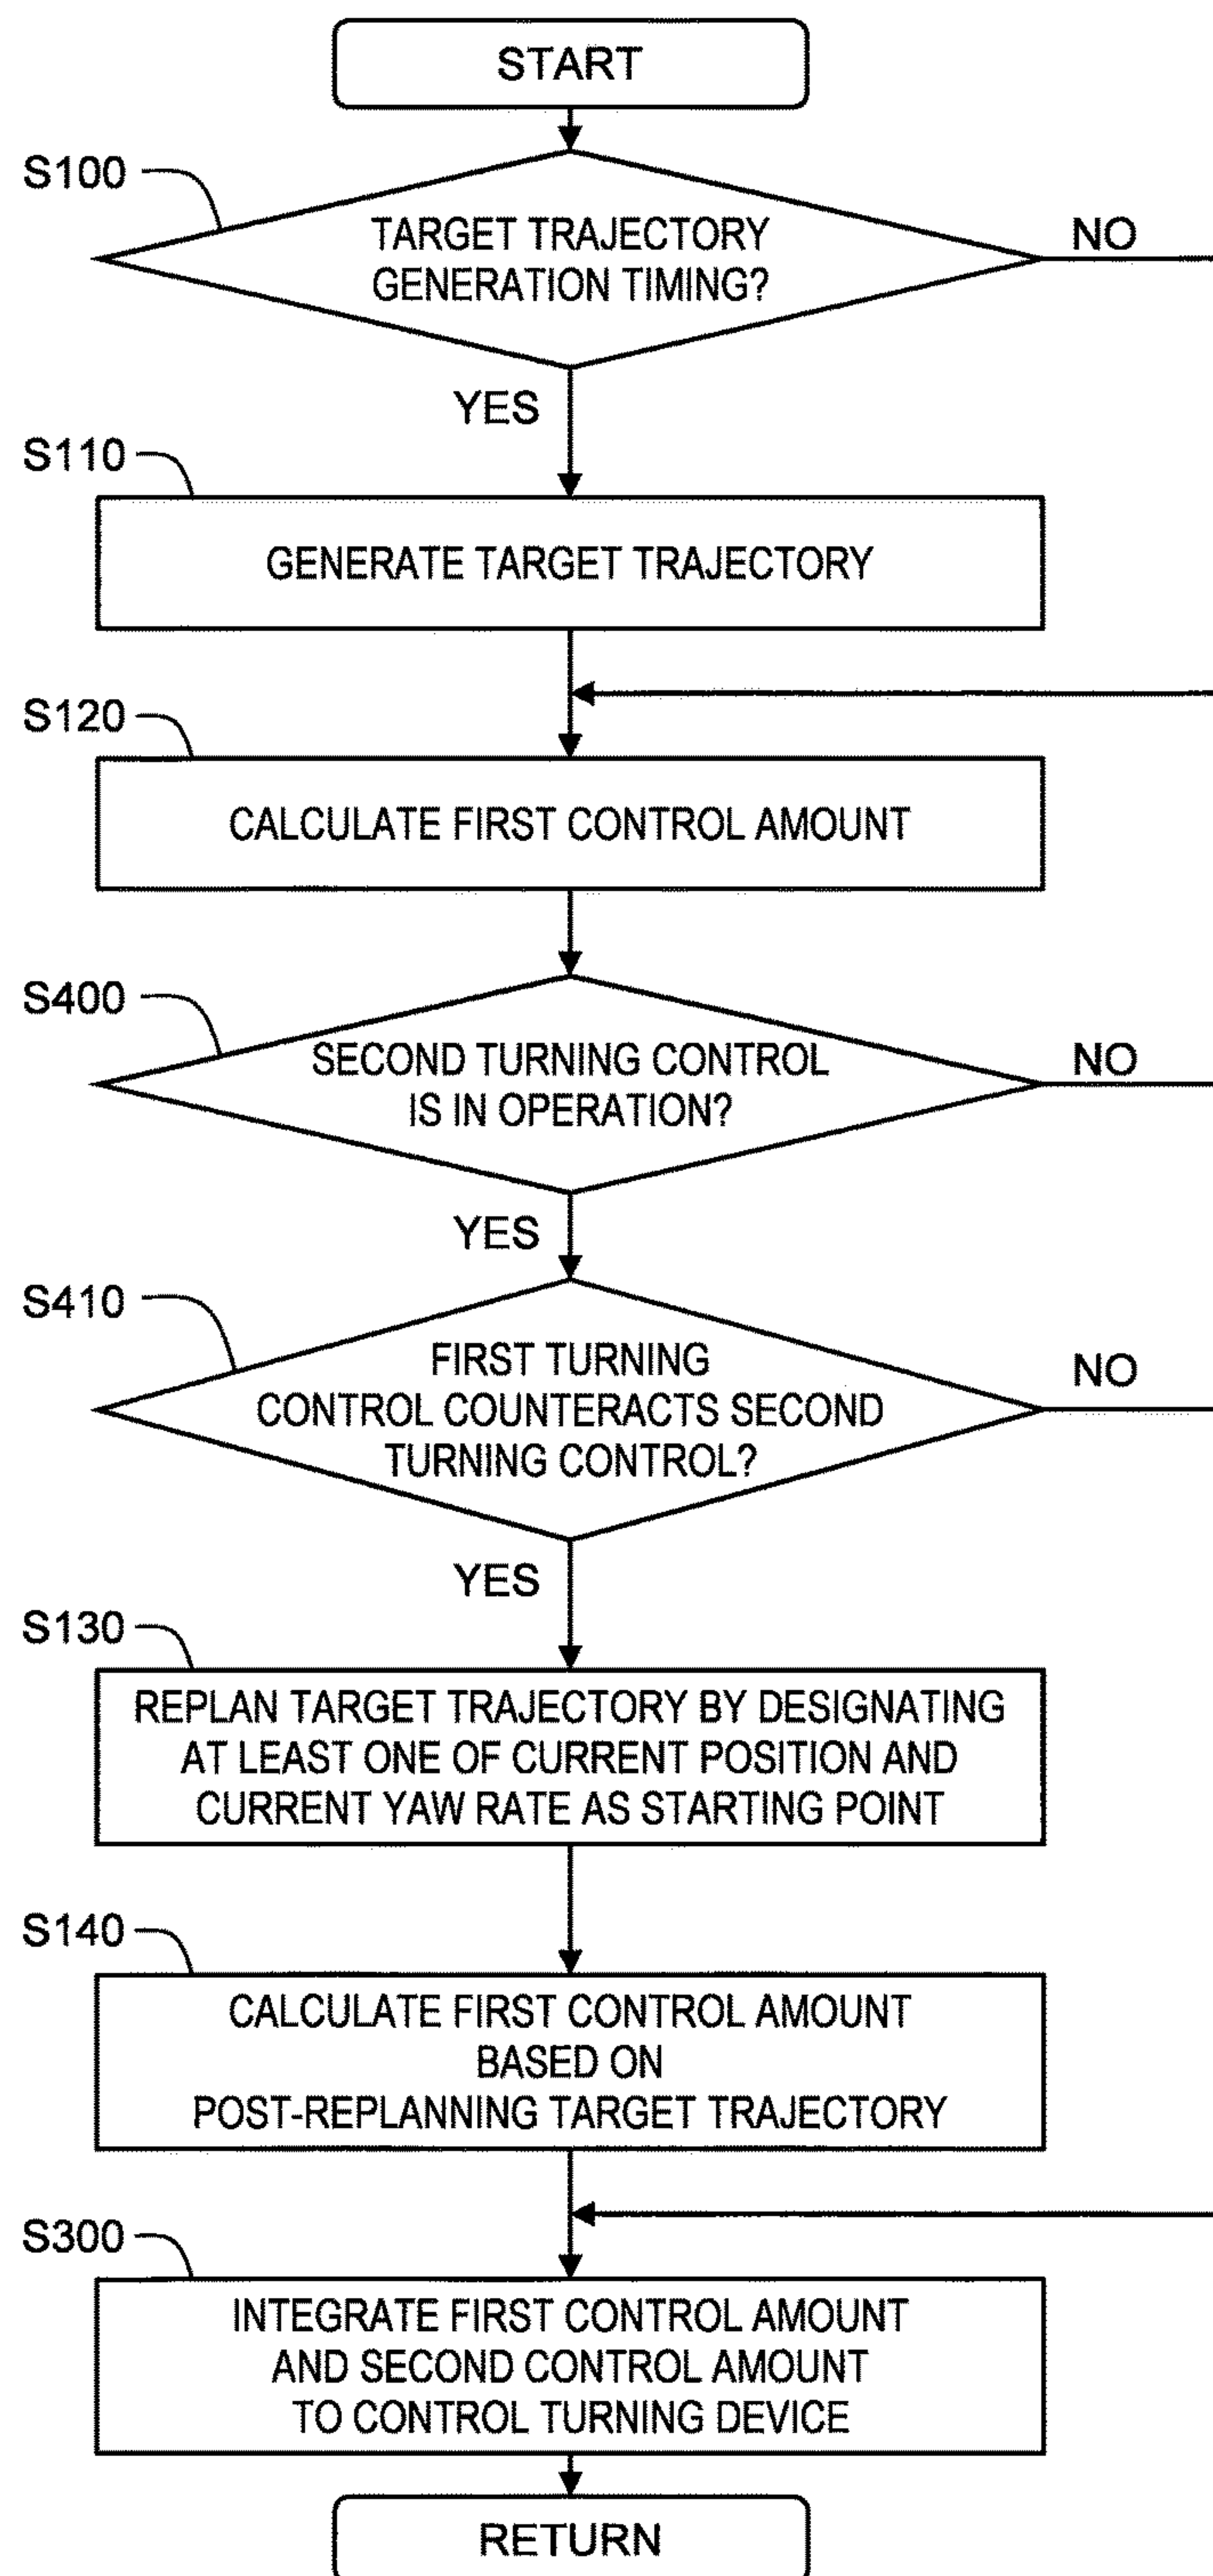 START
S100
TARGET TRAJECTORY
GENERATION TIMING?
NO
YES
S110
GENERATE TARGET TRAJECTORY
S120
CALCULATE FIRST CONTROL AMOUNT
S400
SECOND TURNING CONTROL
IS IN OPERATION?
NO
YES
S410
FIRST TURNING
CONTROL COUNTERACTS SECOND
TURNING CONTROL?
NO
YES
S130
REPLAN TARGET TRAJECTORY BY DESIGNATING
AT LEAST ONE OF CURRENT POSITION AND
CURRENT YAW RATE AS STARTING POINT
S140
CALCULATE FIRST CONTROL AMOUNT
BASED ON
POST-REPLANNING TARGET TRAJECTORY
S300
INTEGRATE FIRST CONTROL AMOUNT
AND SECOND CONTROL AMOUNT
TO CONTROL TURNING DEVICE
RETURN